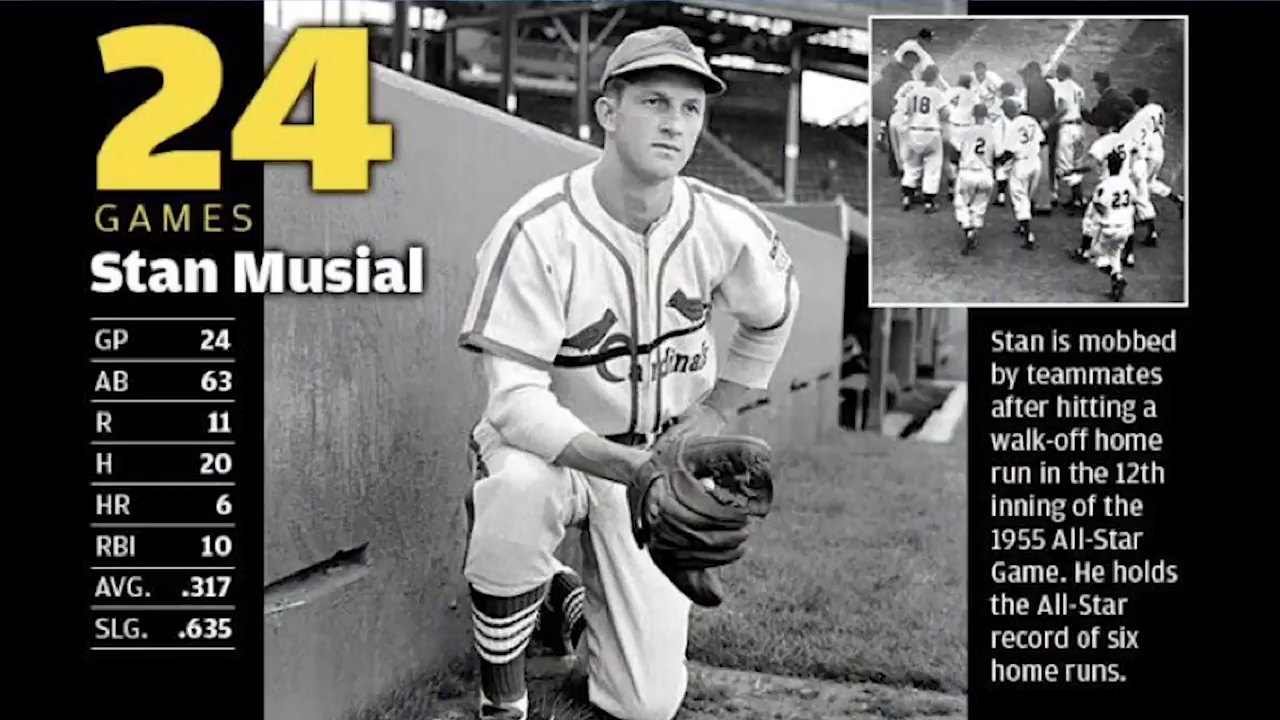 24
GAMES
Stan Musial
GP 24
AB 63
R 11
H 20
HR 6
RBI 10
AVG. .317
SLG. .635
Cardinals
18
2
37
23
Stan is mobbed
by teammates
after hitting a
walk-off home
run in the 12th
inning of the
1955 All-Star
Game. He holds
the All-Star
record of six
home runs.